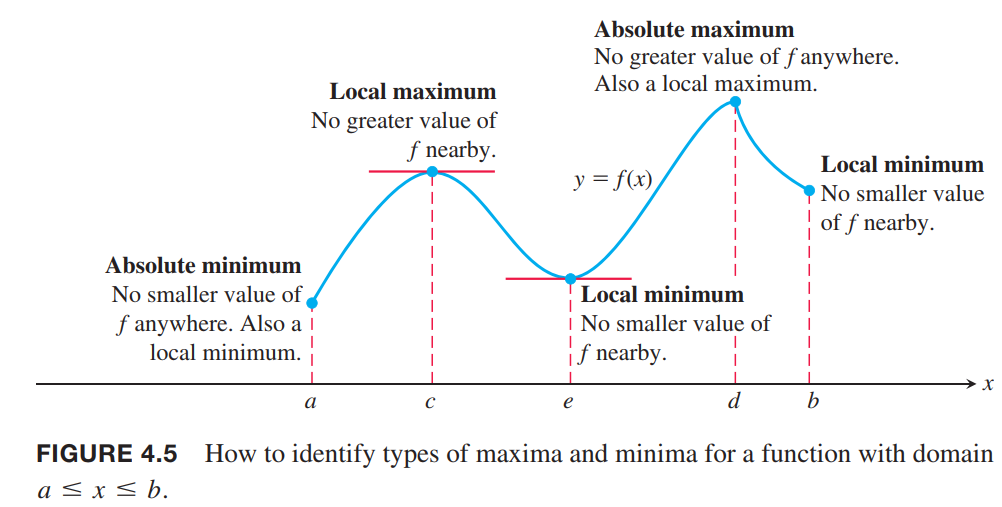 Absolute maximum
No greater value of f anywhere.
Also a local maximum.
Local maximum
No greater value of
f nearby.
y = f(x)
Local minimum
No smaller value
of f nearby.
Absolute minimum
No smaller value of
f anywhere. Also a
local minimum.
Local minimum
No smaller value of
f nearby.
x
a c e d b
FIGURE 4.5 How to identify types of maxima and minima for a function with domain
a ≤ x ≤ b.